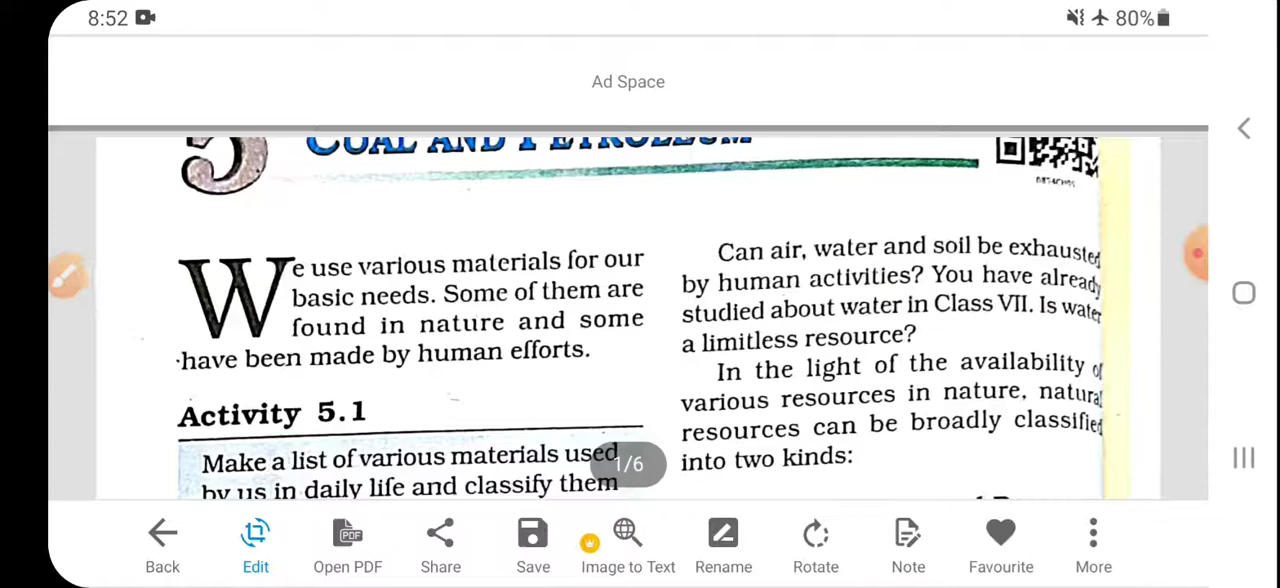 8:52
80%
Ad Space
5 COAL AND PETROLEUM
We use various materials for our
basic needs. Some of them are
found in nature and some
have been made by human efforts.
Activity 5.1
Make a list of various materials used
by us in daily life and classify them
Can air, water and soil be exhausted
by human activities? You have already
studied about water in Class VII. Is water
a limitless resource?
In the light of the availability of
various resources in nature, natural
resources can be broadly classified
into two kinds:
1/6
PDF
Back
Edit
Open PDF
Share
Save
Image to Text
Rename
Rotate
Note
Favourite
More